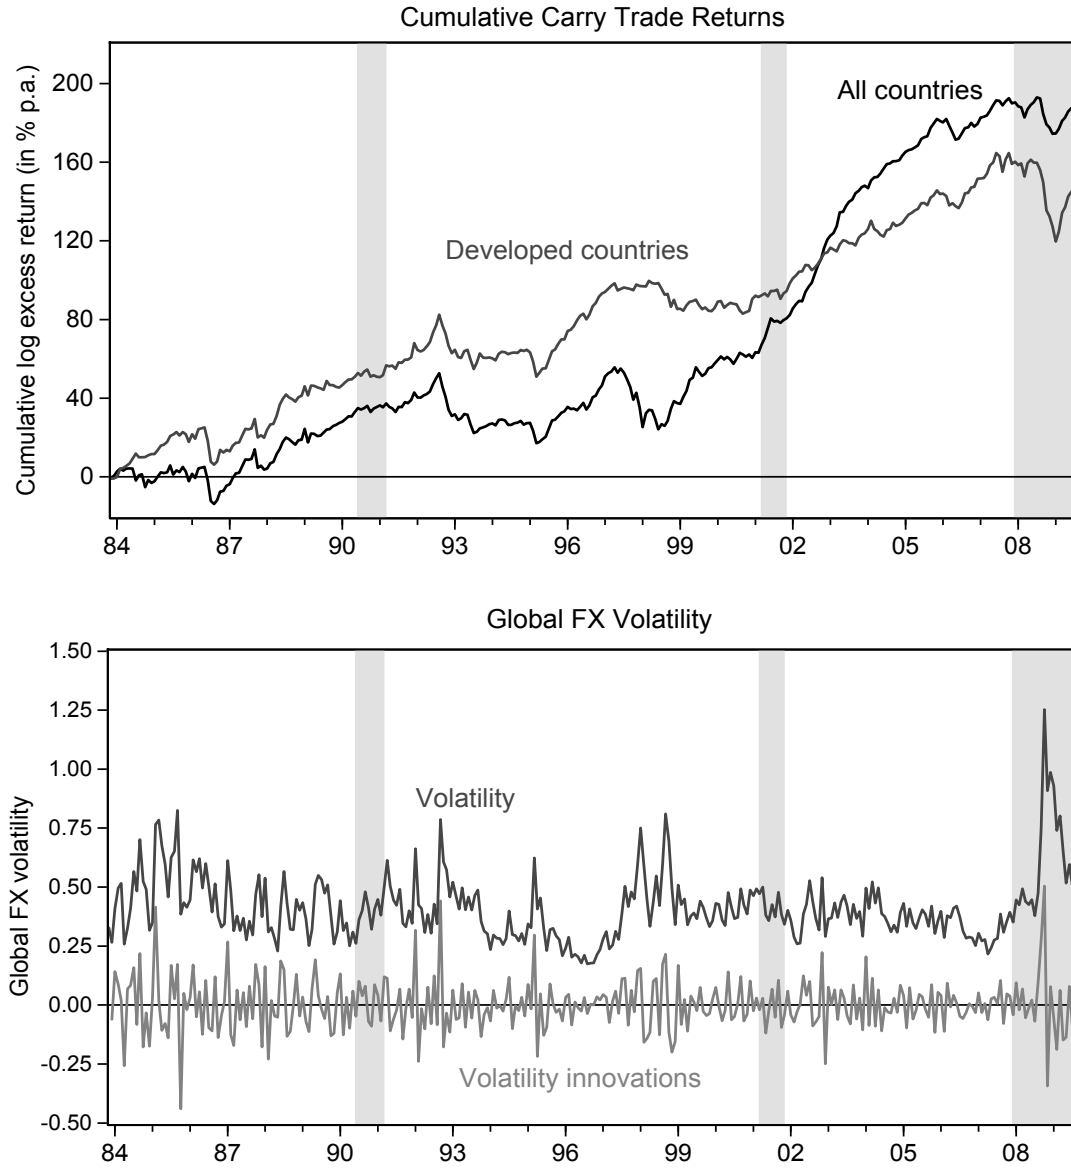 Cumulative Carry Trade Returns
Cumulative log excess return (in % p.a.)
200
160
120
80
40
0
All countries
Developed countries
84 87 90 93 96 99 02 05 08
Global FX Volatility
Global FX volatility
1.50
1.25
1.00
0.75
0.50
0.25
0.00
-0.25
-0.50
Volatility
Volatility innovations
84 87 90 93 96 99 02 05 08